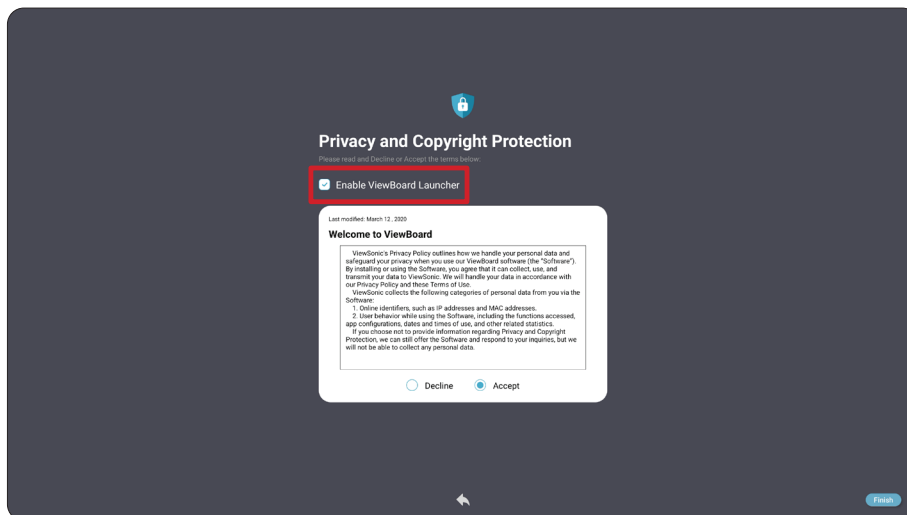 Privacy and Copyright Protection
Please read and Decline or Accept the terms below:
Enable ViewBoard Launcher
Last modified: March 12 , 2020
Welcome to ViewBoard
ViewSonic's Privacy Policy outlines how we handle your personal data and
safeguard your privacy when you use our ViewBoard software (the "Software").
By installing or using the Software, you agree that it can collect, use, and
transmit your data to ViewSonic. We will handle your data in accordance with
our Privacy Policy and these Terms of Use.
ViewSonic collects the following categories of personal data from you via the
Software:
1. Online identifiers, such as IP addresses and MAC addresses.
2. User behavior while using the Software, including the functions accessed,
app configurations, dates and times of use, and other related statistics.
If you choose not to provide information regarding Privacy and Copyright
Protection, we can still offer the Software and respond to your inquiries, but we
will not be able to collect any personal data.
Decline Accept
Finish